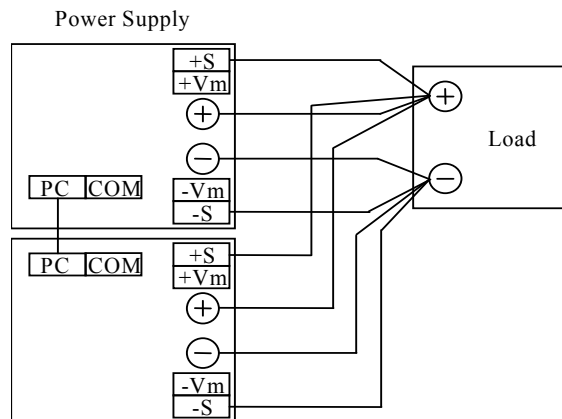 Power Supply
+S
+Vm
+
−
-Vm
-S
PC COM
+
−
Load
PC COM
+S
+Vm
+
−
-Vm
-S